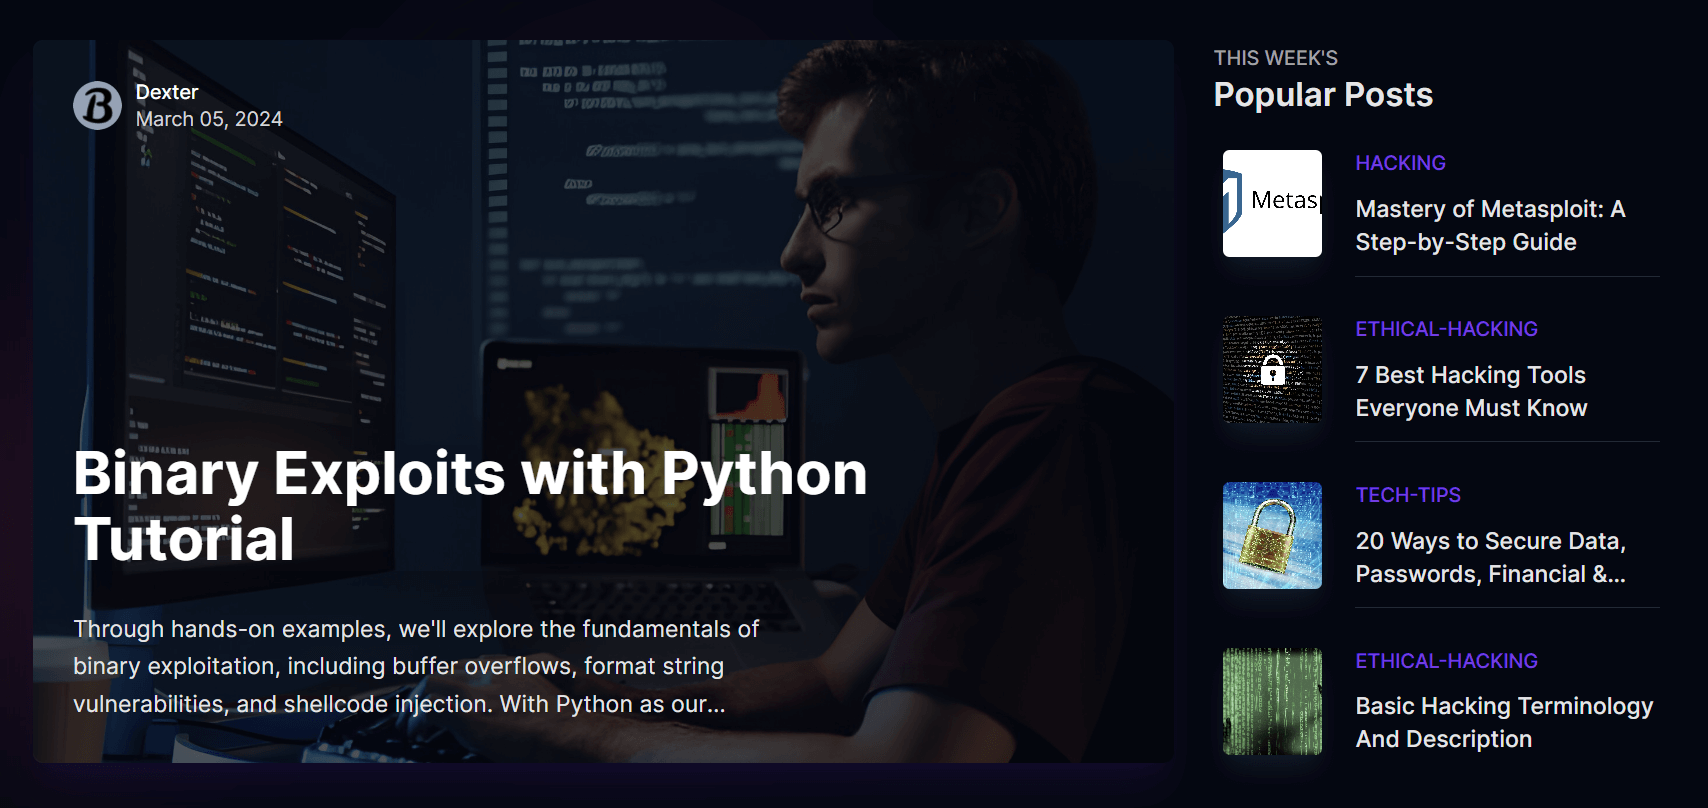 B
Dexter
March 05, 2024
Binary Exploits with Python
Tutorial
Through hands-on examples, we'll explore the fundamentals of
binary exploitation, including buffer overflows, format string
vulnerabilities, and shellcode injection. With Python as our...
THIS WEEK'S
Popular Posts
Metasp
HACKING
Mastery of Metasploit: A
Step-by-Step Guide
ETHICAL-HACKING
7 Best Hacking Tools
Everyone Must Know
TECH-TIPS
20 Ways to Secure Data,
Passwords, Financial &...
ETHICAL-HACKING
Basic Hacking Terminology
And Description